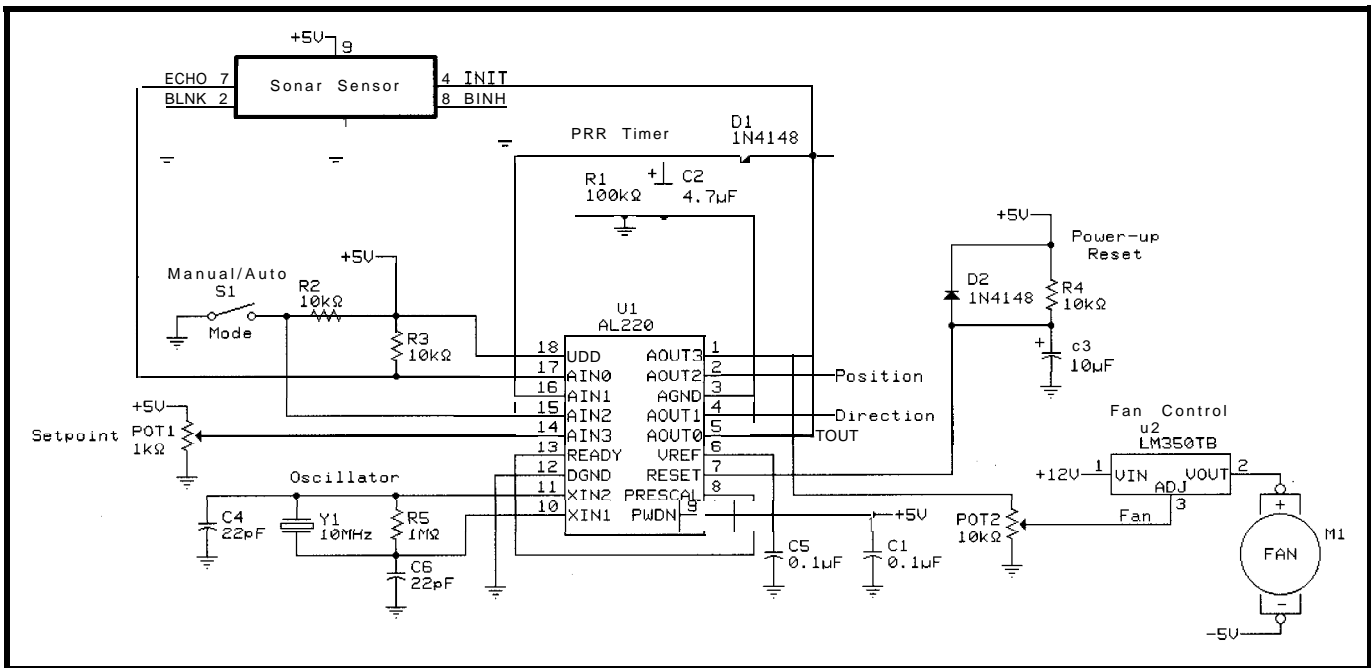 +5V
9
ECHO 7
Sonar Sensor
4 INIT
BLNK 2
8 BINH
PRR Timer
D1
1N4148
R1
100kΩ
+
C2
4.7µF
+5V
Power-up
Reset
D2
1N4148
R4
10kΩ
+
c3
10µF
+5V
Manual/Auto
S1
R2
10kΩ
Mode
R3
10kΩ
U1
AL220
18 UDD AOUT3 1
17 AIN0 AOUT2 2 Position
16 AIN1 AGND 3
15 AIN2 AOUT1 4 Direction
14 AIN3 AOUT0 5 TOUT
13 READY VREF 6
12 DGND RESET 7
11 XIN2 PRESCAL 8
10 XIN1 PWDN 9
+5V
Setpoint POT1
1kΩ
Oscillator
C4
22pF
Y1
10MHz
R5
1MΩ
C6
22pF
C5
0.1µF
+5V
C1
0.1µF
POT2
10kΩ
Fan Control
u2
LM350TB
+12V 1 VIN VOUT 2
ADJ
3
Fan
+
FAN
M1
-
-5V